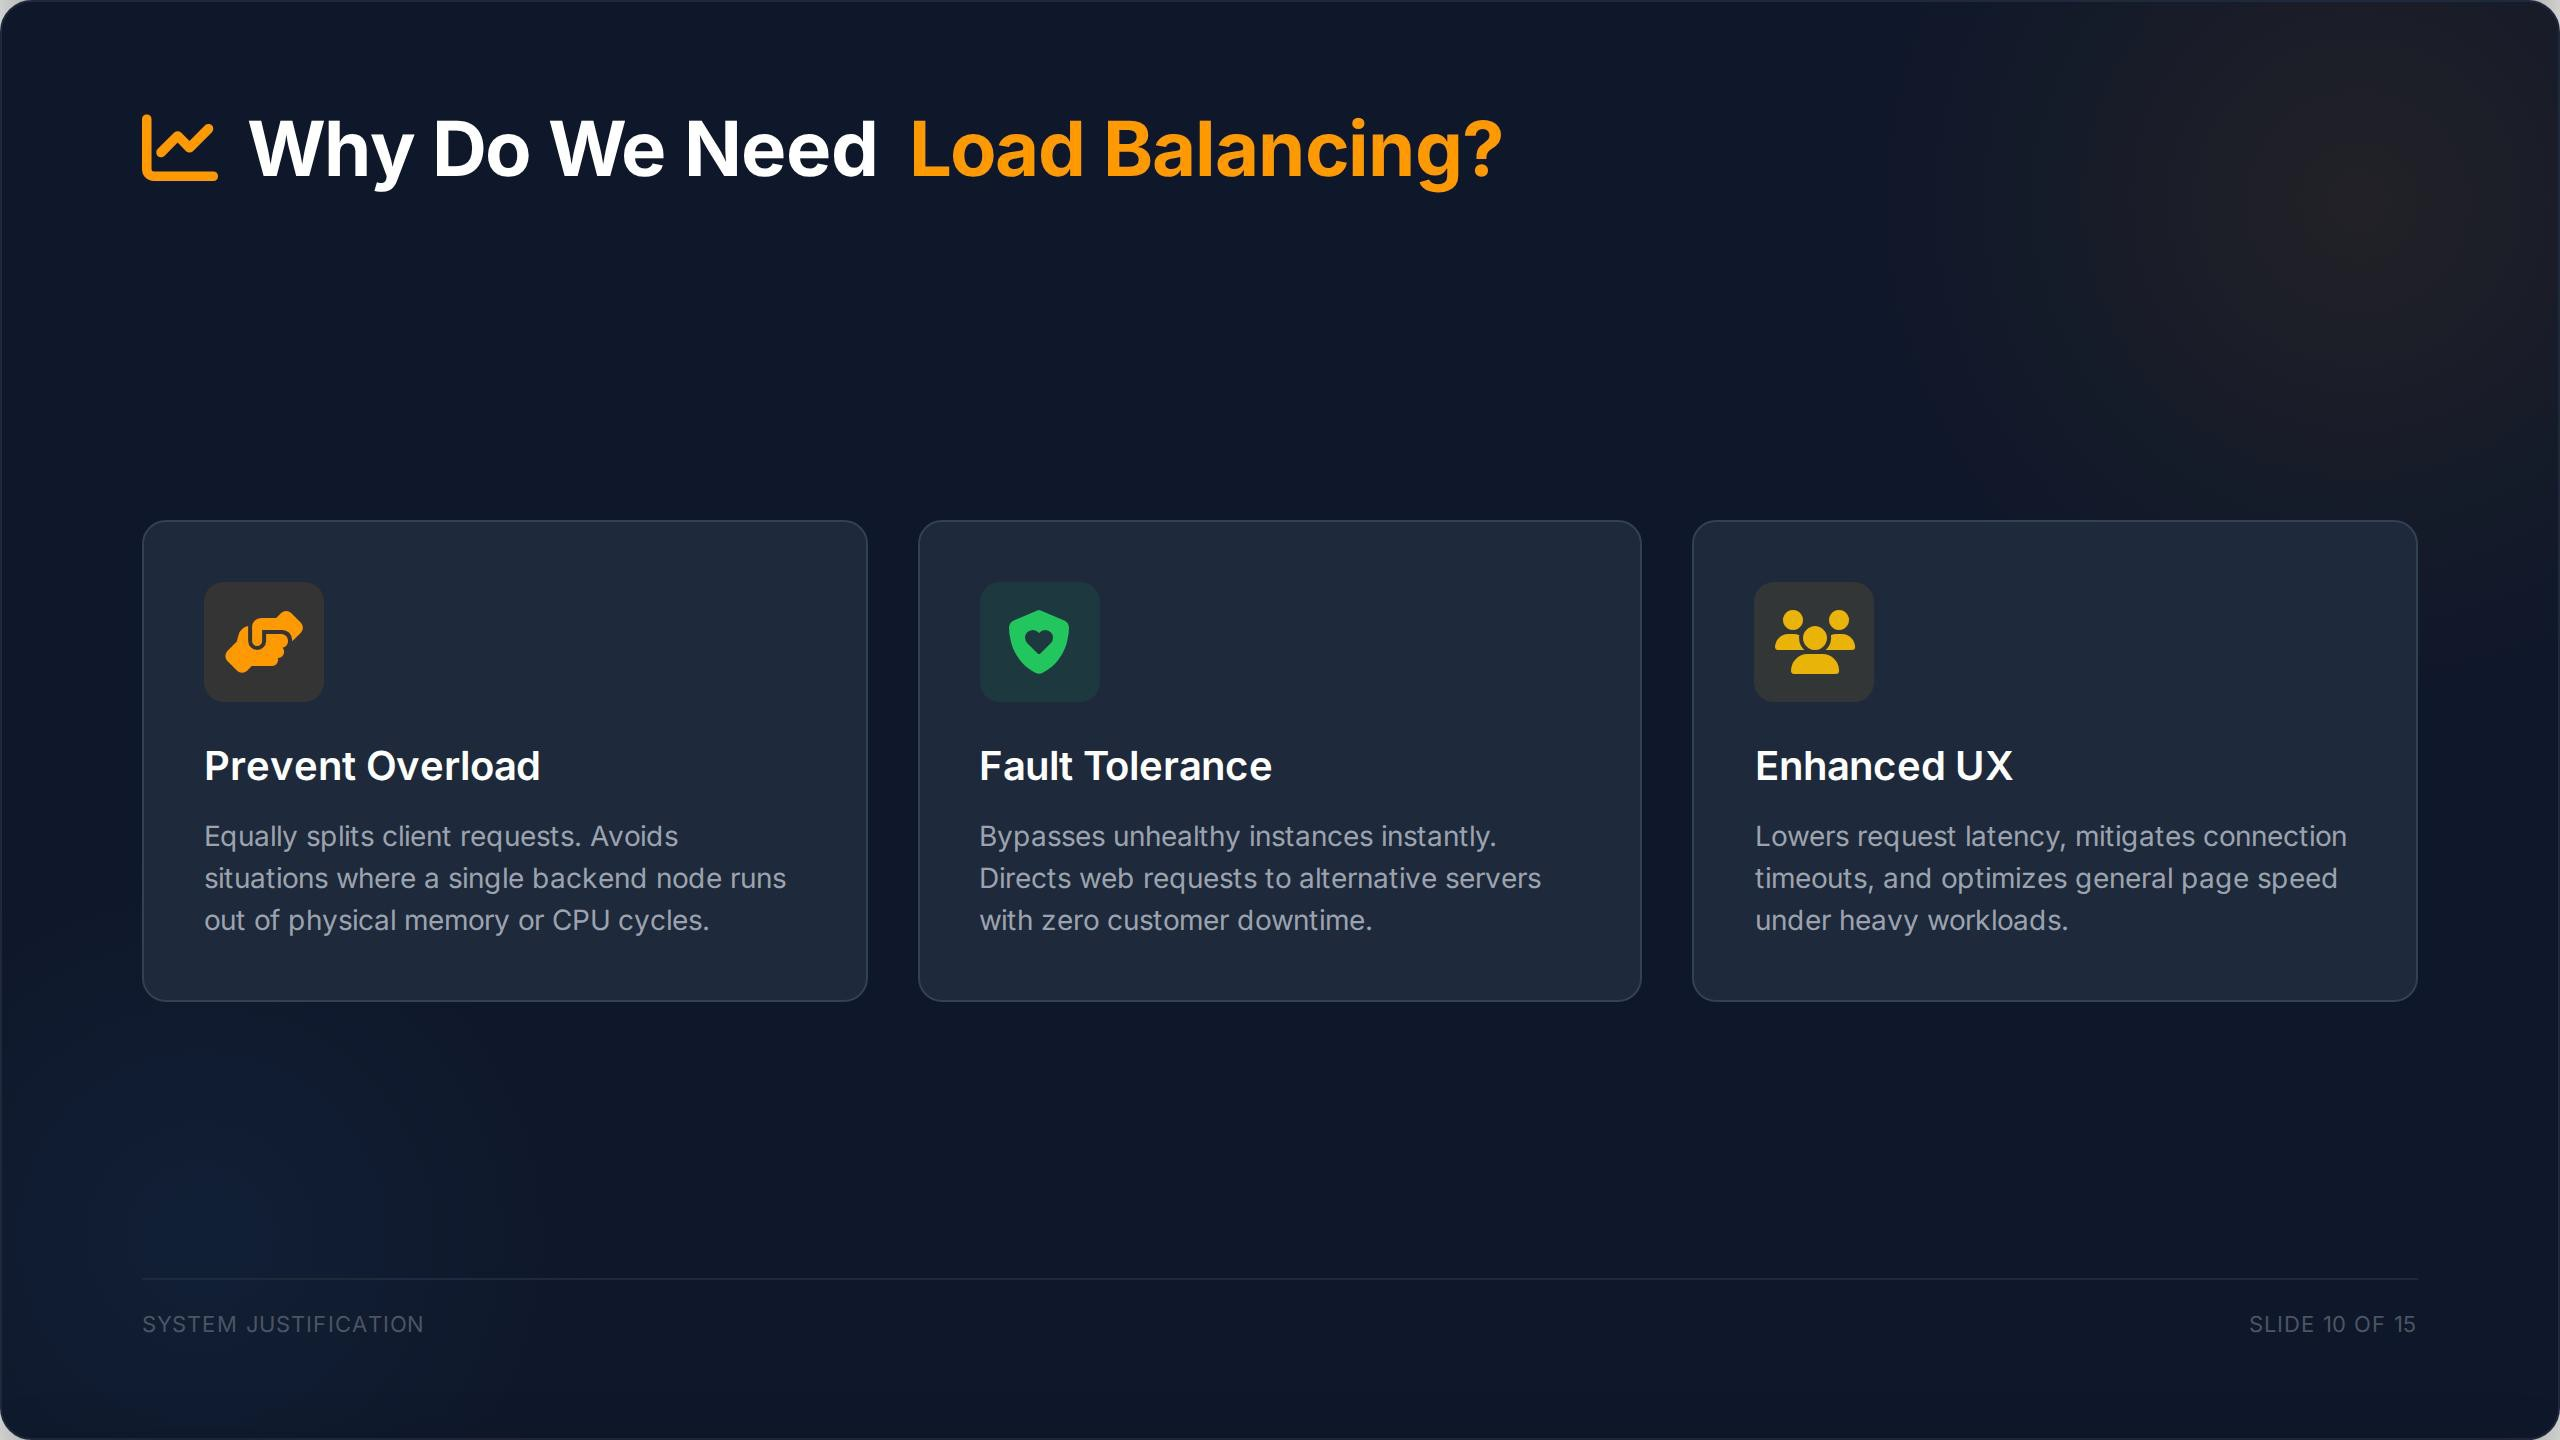 Why Do We Need Load Balancing?
Prevent Overload
Equally splits client requests. Avoids
situations where a single backend node runs
out of physical memory or CPU cycles.
Fault Tolerance
Bypasses unhealthy instances instantly.
Directs web requests to alternative servers
with zero customer downtime.
Enhanced UX
Lowers request latency, mitigates connection
timeouts, and optimizes general page speed
under heavy workloads.
SYSTEM JUSTIFICATION
SLIDE 10 OF 15